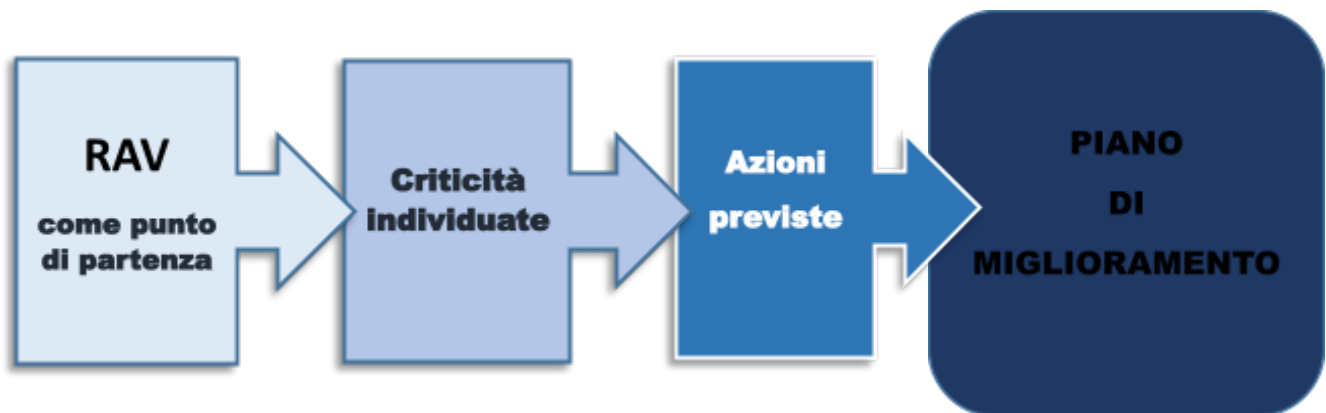 RAV
come punto
di partenza
Criticità
individuate
Azioni
previste
PIANO
DI
MIGLIORAMENTO